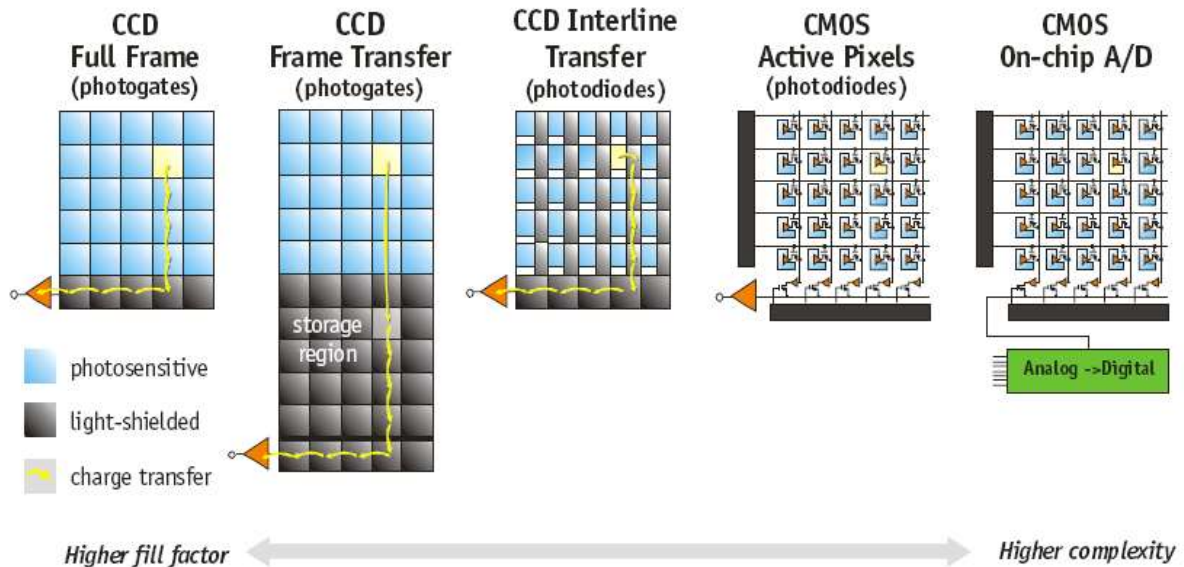 CCD
Full Frame
(photogates)
CCD
Frame Transfer
(photogates)
CCD Interline
Transfer
(photodiodes)
CMOS
Active Pixels
(photodiodes)
CMOS
On-chip A/D
storage
region
photosensitive
light-shielded
charge transfer
Analog ->Digital
Higher fill factor
Higher complexity